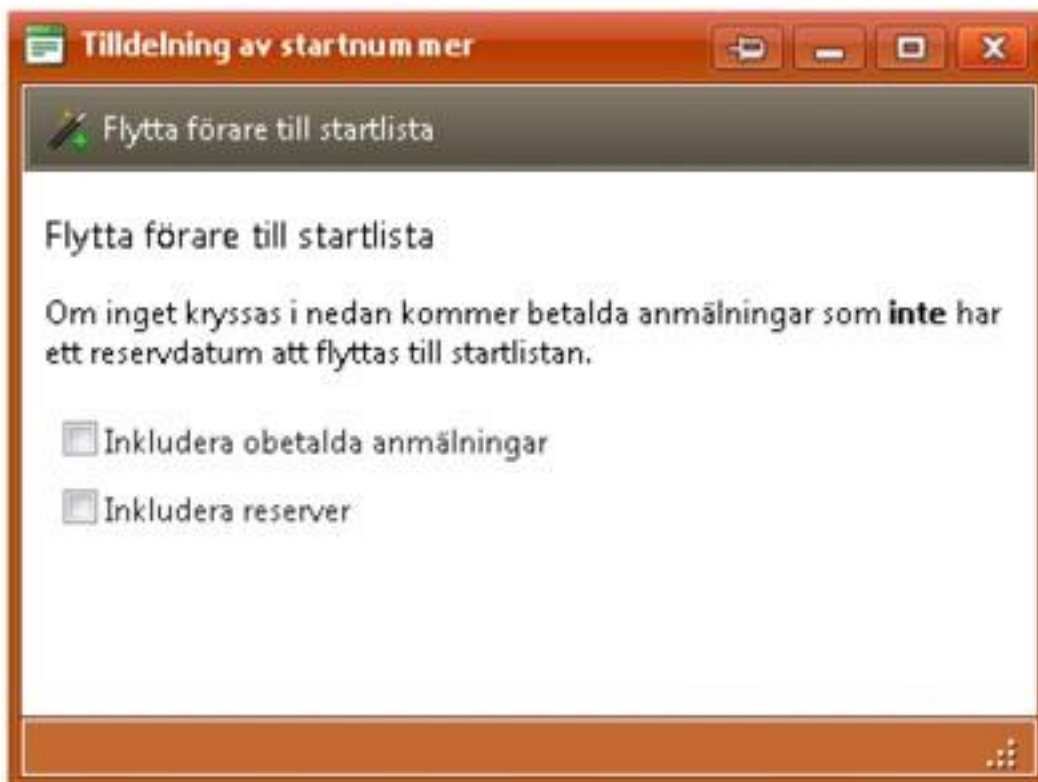 Tilldelning av startnummer
Flytta förare till startlista
Flytta förare till startlista
Om inget kryssas i nedan kommer betalda anmälningar som inte har
ett reservdatum att flyttas till startlistan.
Inkludera obetalda anmälningar
Inkludera reserver